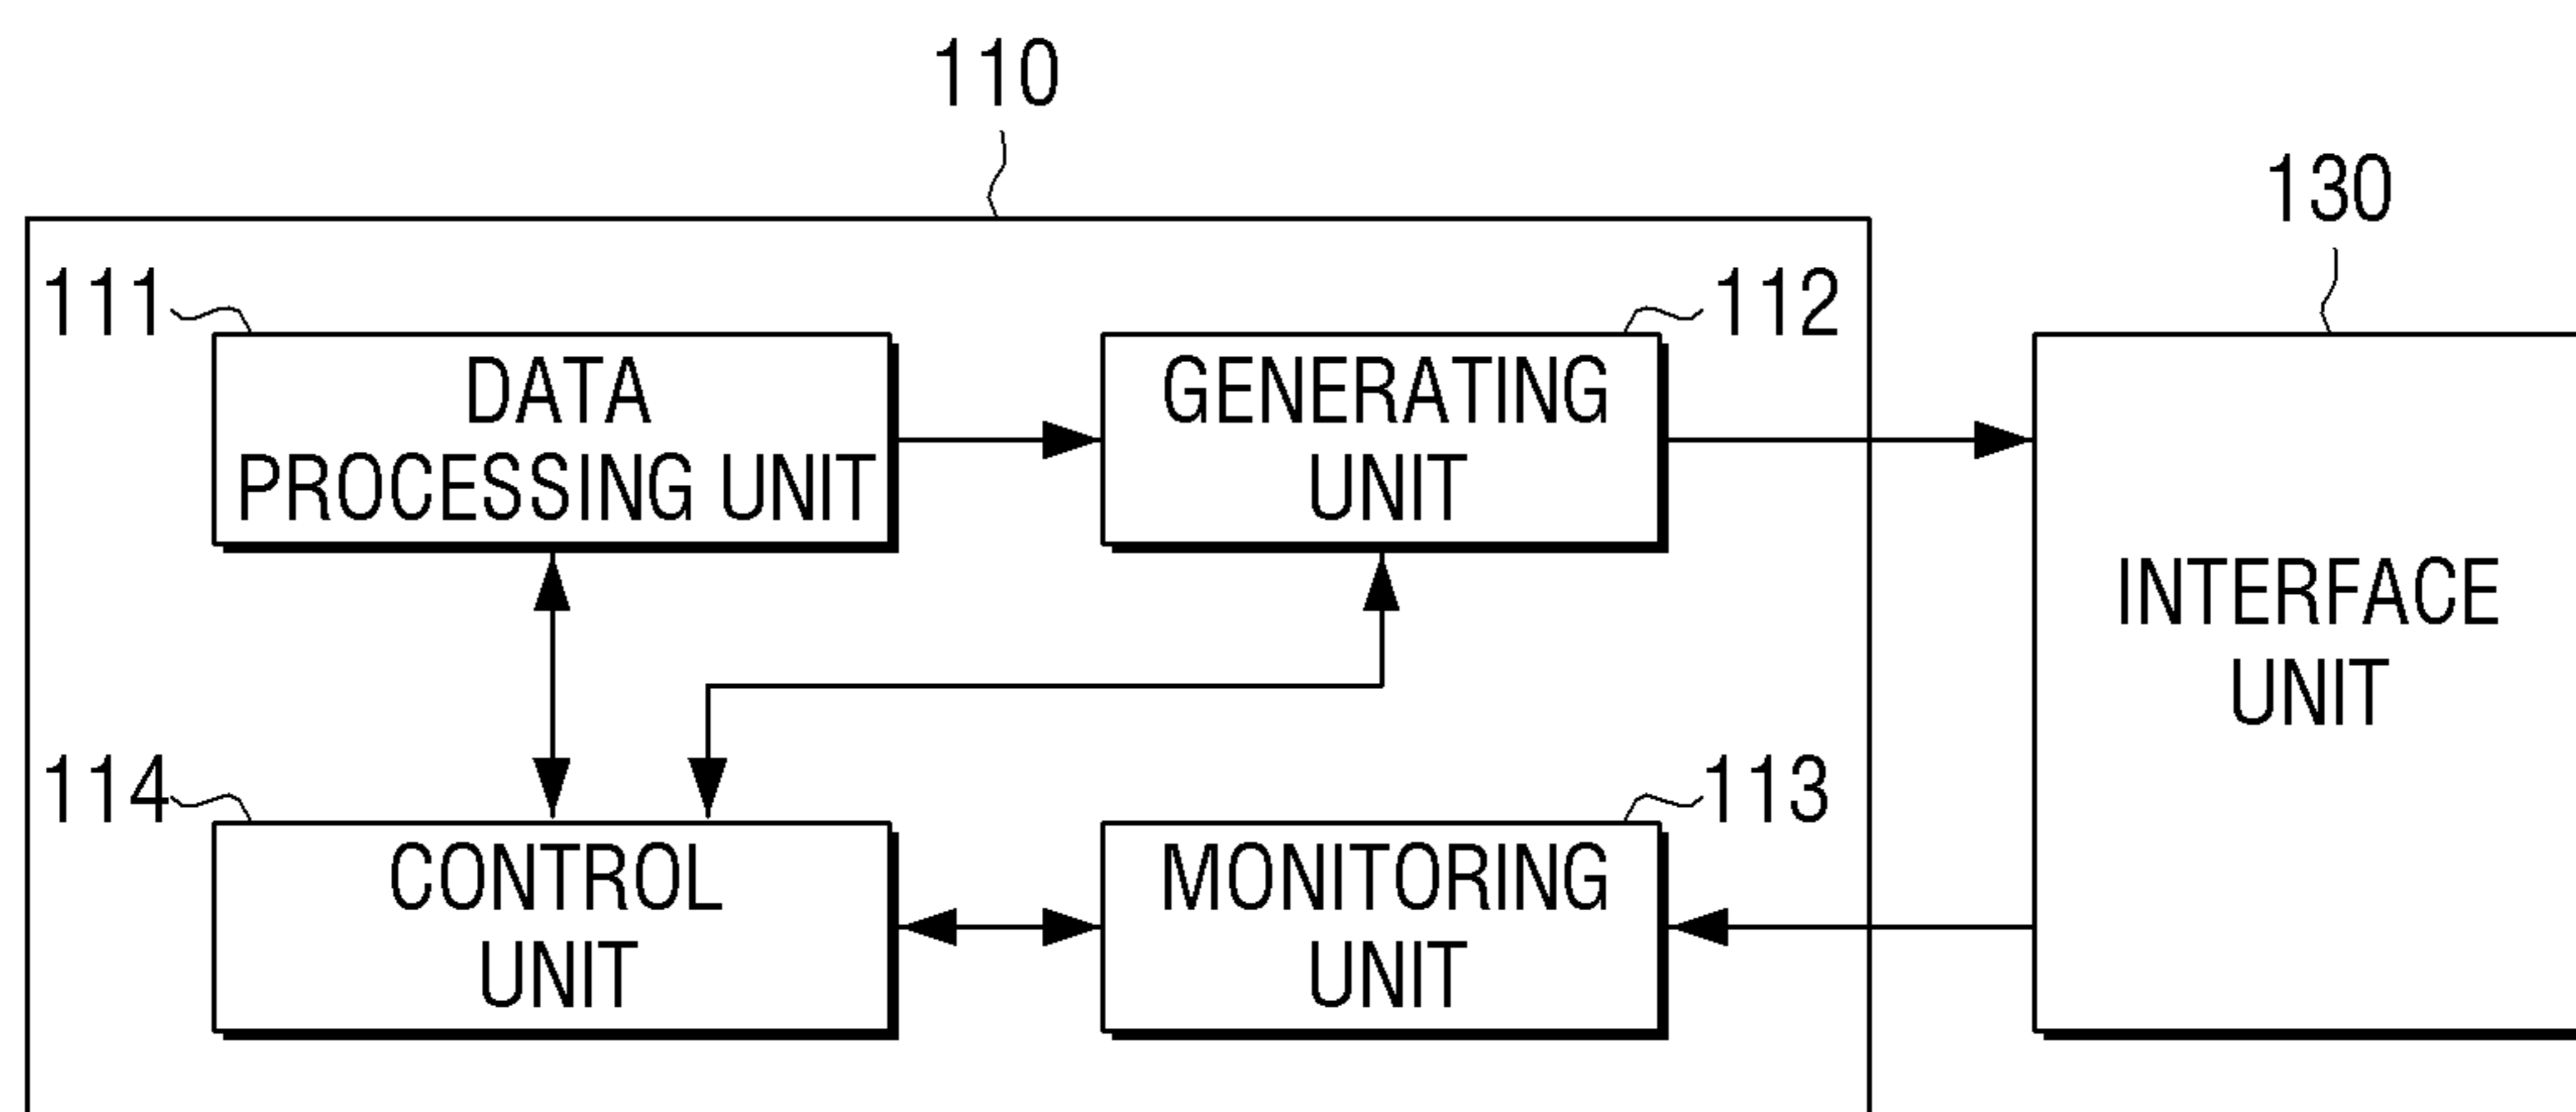 110
130
111
112
DATA
PROCESSING UNIT
GENERATING
UNIT
INTERFACE
UNIT
114
113
CONTROL
UNIT
MONITORING
UNIT